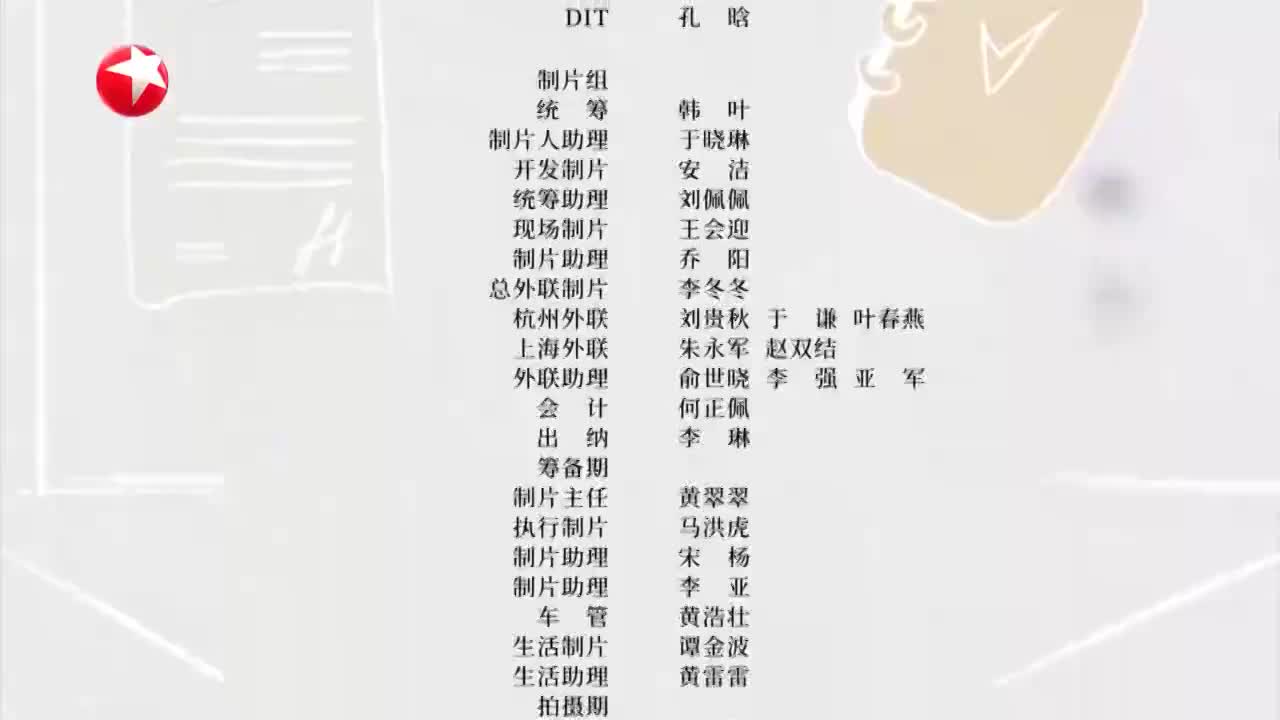 DIT 孔 晗
制片组
统 筹 韩 叶
制片人助理 于晓琳
开发制片 安 洁
统筹助理 刘佩佩
现场制片 王会迎
制片助理 乔 阳
总外联制片 李冬冬
杭州外联 刘贵秋 于 谦 叶春燕
上海外联 朱永军 赵双结
外联助理 俞世晓 李 强 亚 军
会 计 何正佩
出 纳 李 琳
筹备期
制片主任 黄翠翠
执行制片 马洪虎
制片助理 宋 杨
制片助理 李 亚
车 管 黄浩壮
生活制片 谭金波
生活助理 黄雷雷
拍摄期